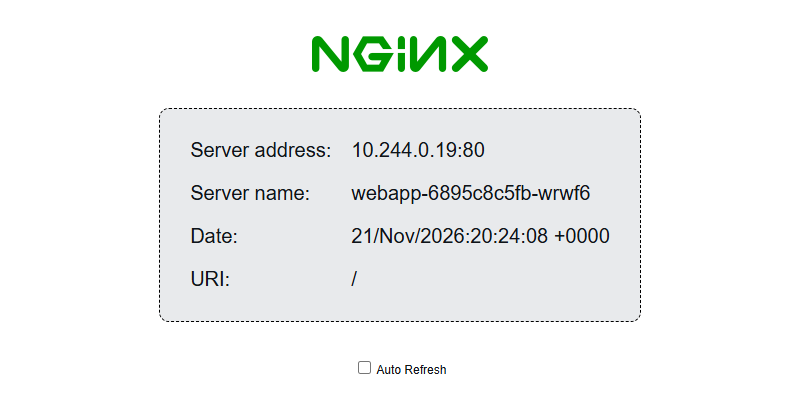 NGINX
Server address: 10.244.0.19:80
Server name: webapp-6895c8c5fb-wrwf6
Date: 21/Nov/2026:20:24:08 +0000
URI: /
Auto Refresh